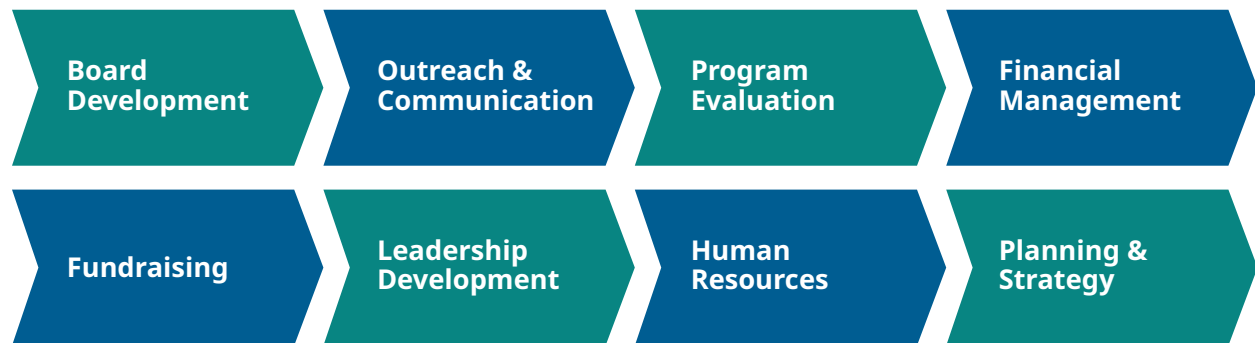 Board
Development
Outreach &
Communication
Program
Evaluation
Financial
Management
Fundraising
Leadership
Development
Human
Resources
Planning &
Strategy